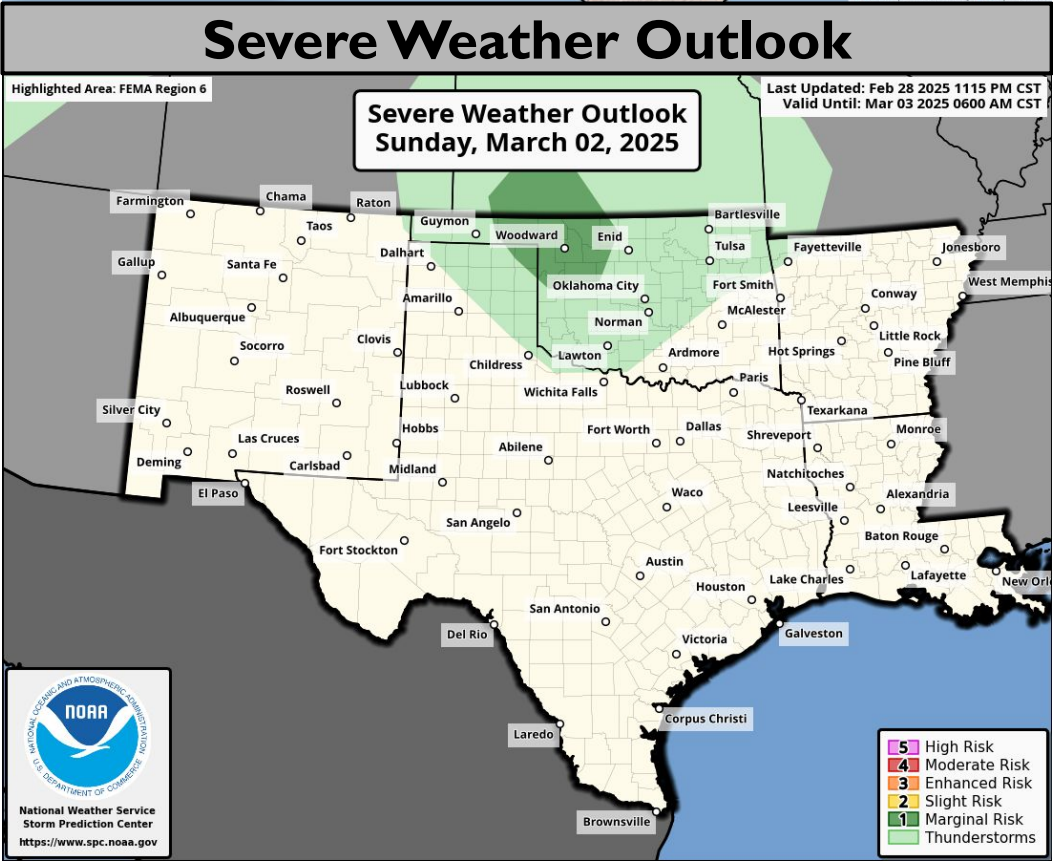 Severe Weather Outlook
Highlighted Area: FEMA Region 6
Last Updated: Feb 28 2025 1115 PM CST
Valid Until: Mar 03 2025 0600 AM CST
Severe Weather Outlook
Sunday, March 02, 2025
Farmington
Chama
Raton
Taos
Guymon
Woodward
Enid
Bartlesville
Tulsa
Fayetteville
Jonesboro
Gallup
Santa Fe
Dalhart
Amarillo
Oklahoma City
Fort Smith
West Memphis
Conway
Albuquerque
Norman
McAlester
Little Rock
Socorro
Clovis
Childress
Lawton
Ardmore
Hot Springs
Pine Bluff
Roswell
Lubbock
Wichita Falls
Paris
Texarkana
Silver City
Las Cruces
Hobbs
Abilene
Fort Worth
Dallas
Shreveport
Monroe
Deming
Carlsbad
Midland
Natchitoches
El Paso
Waco
Leesville
Alexandria
San Angelo
Fort Stockton
Baton Rouge
Austin
Houston
Lake Charles
Lafayette
New Orl
San Antonio
Del Rio
Galveston
Victoria
Corpus Christi
Laredo
Brownsville
NATIONAL OCEANIC AND ATMOSPHERIC ADMINISTRATION
NOAA
U.S. DEPARTMENT OF COMMERCE
National Weather Service
Storm Prediction Center
https://www.spc.noaa.gov
5 High Risk
4 Moderate Risk
3 Enhanced Risk
2 Slight Risk
1 Marginal Risk
Thunderstorms